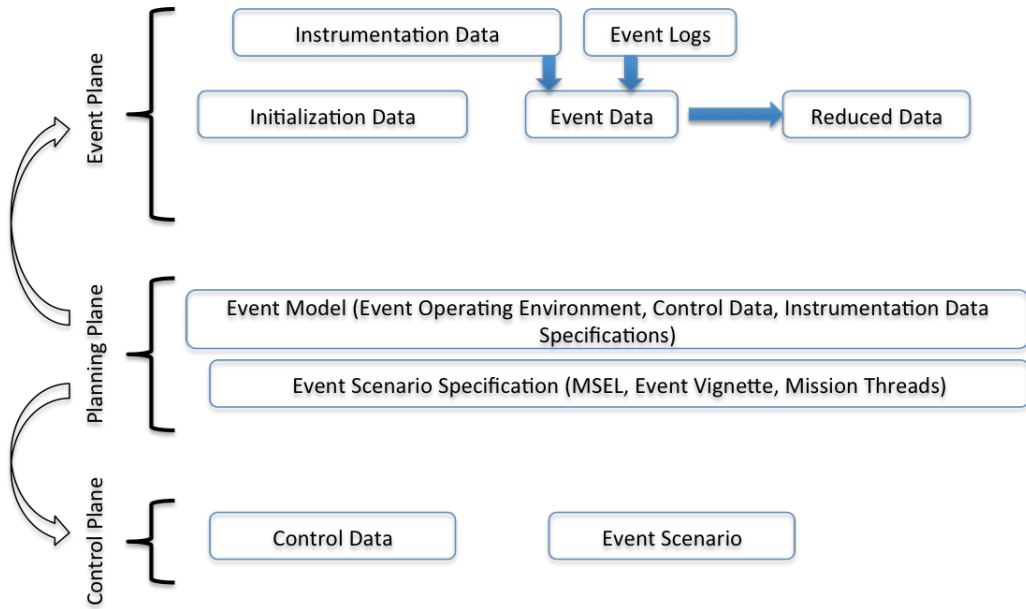 Event Plane
Instrumentation Data
Event Logs
Initialization Data
Event Data
Reduced Data
Planning Plane
Event Model (Event Operating Environment, Control Data, Instrumentation Data
Specifications)
Event Scenario Specification (MSEL, Event Vignette, Mission Threads)
Control Plane
Control Data
Event Scenario